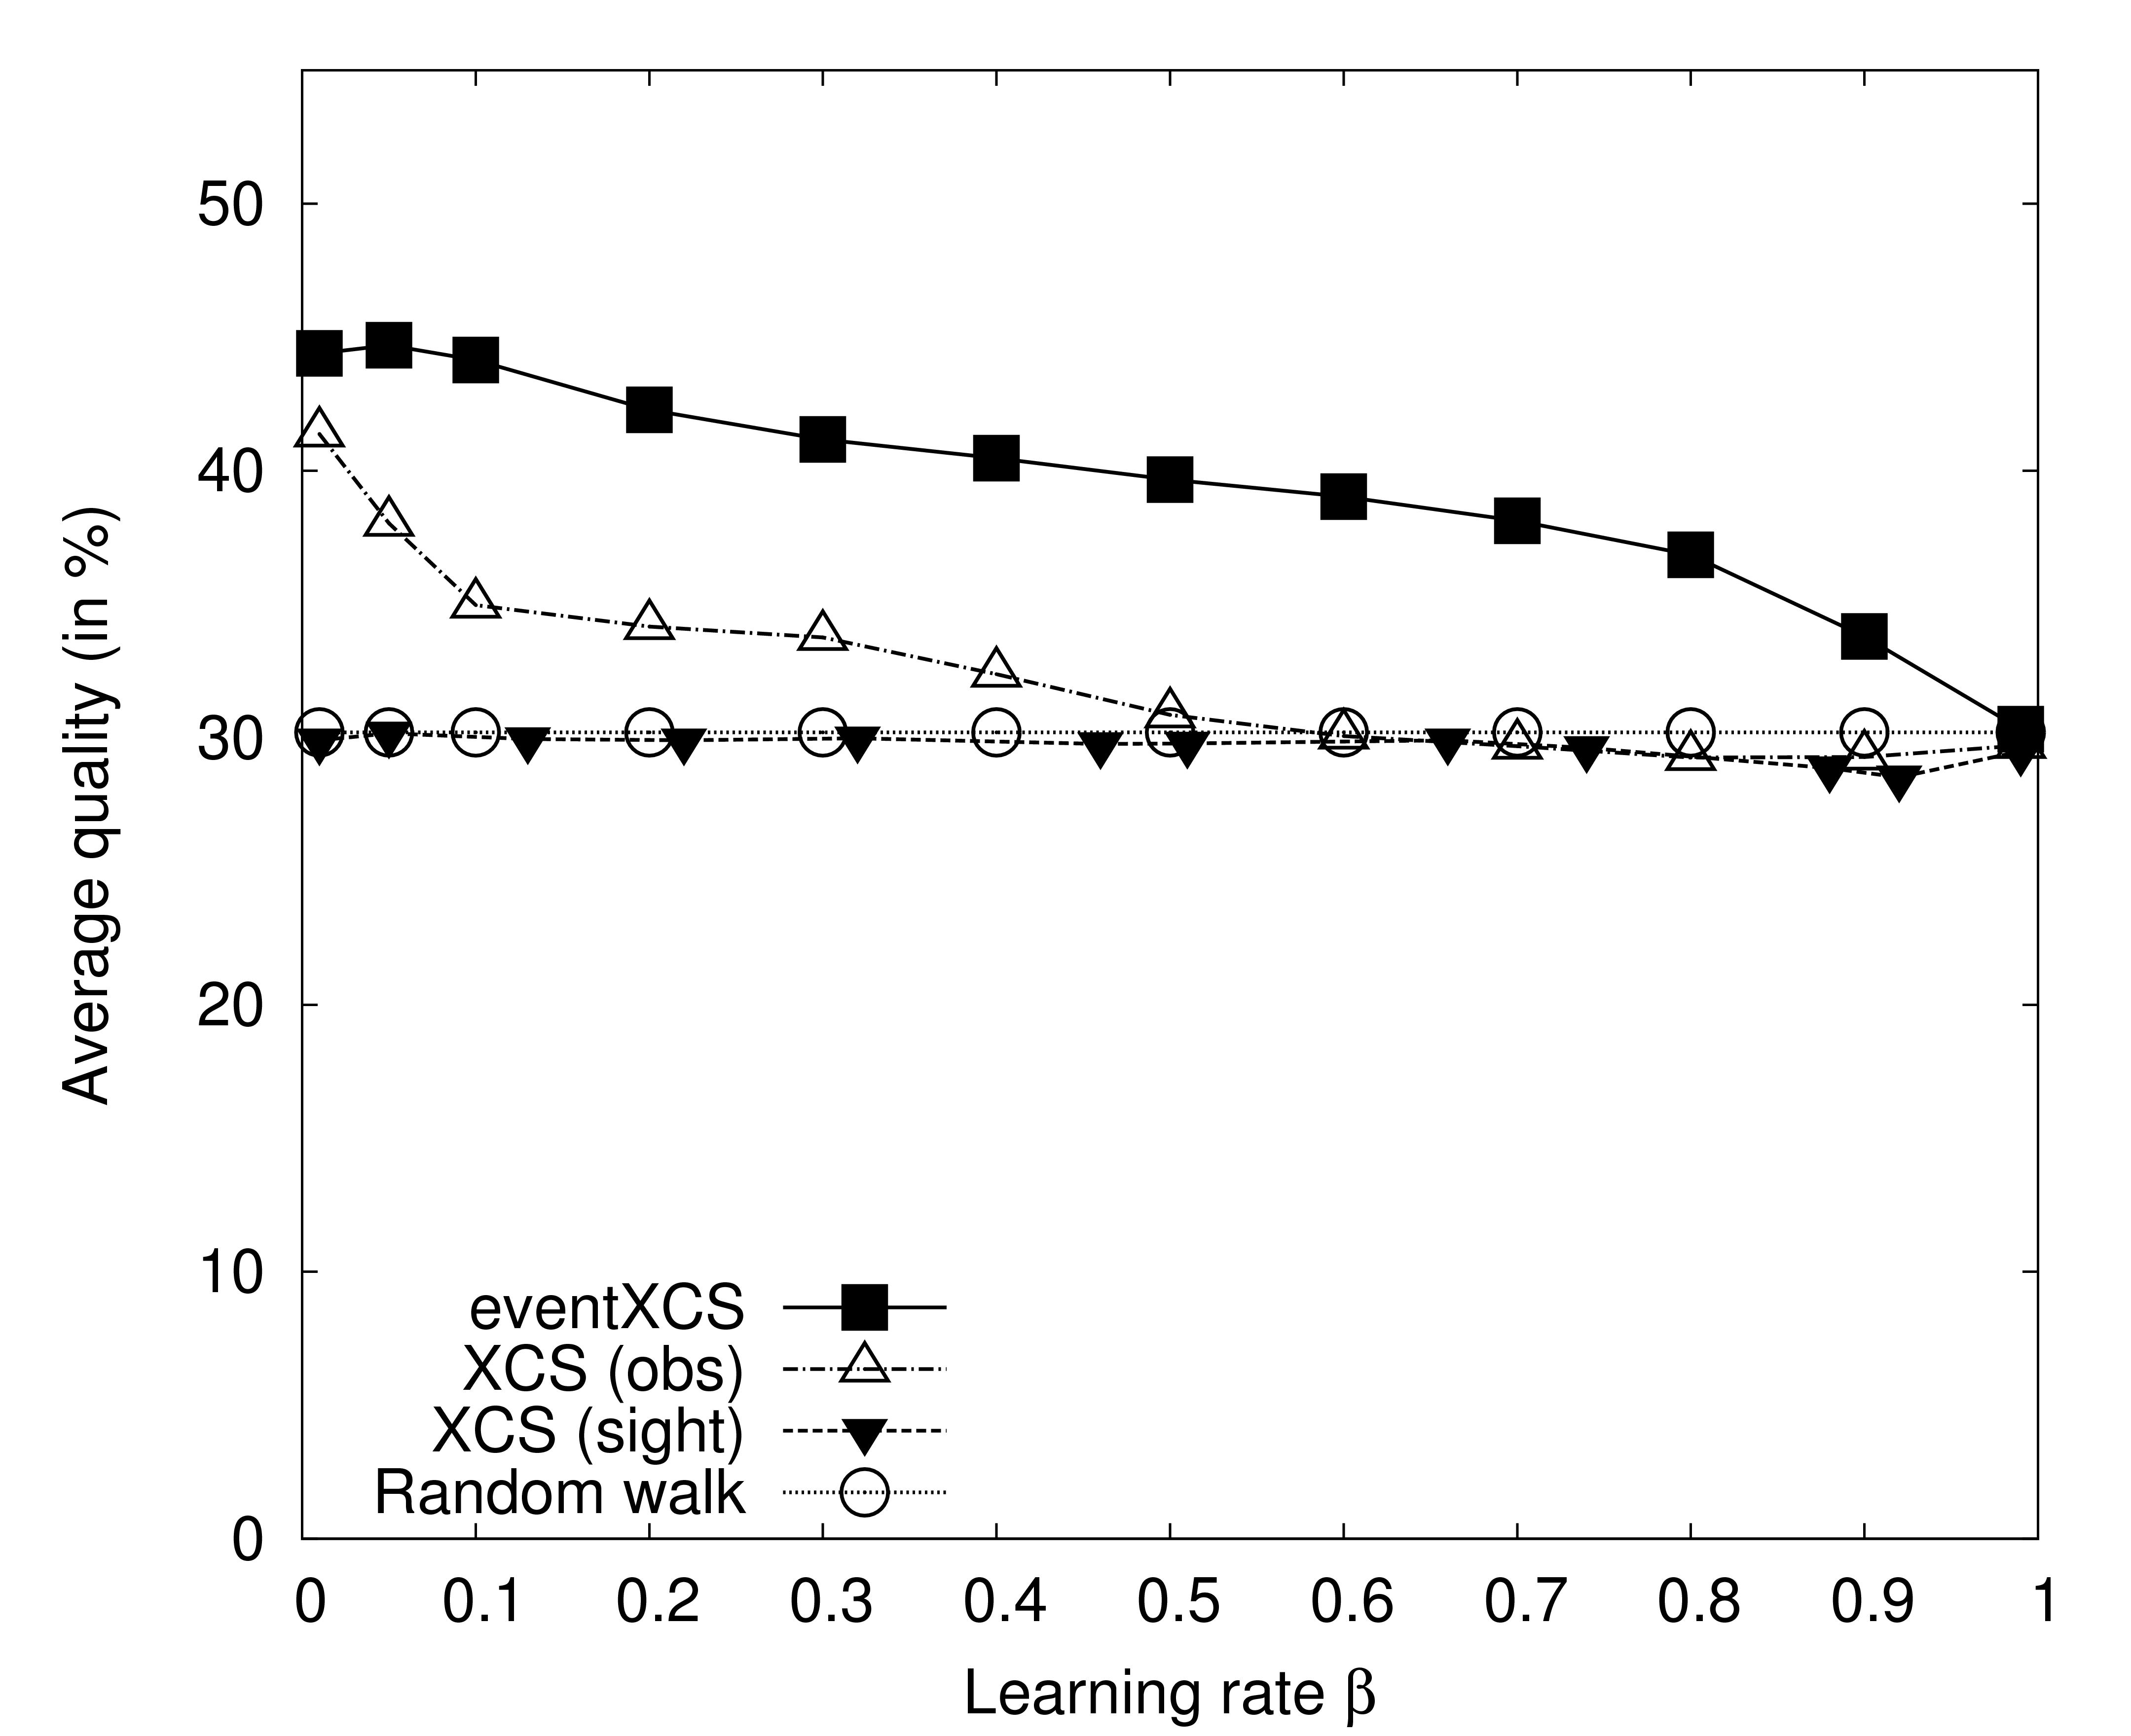 50
40
30
20
10
0
Average quality (in %)
eventXCS
XCS (obs)
XCS (sight)
Random walk
0 0.1 0.2 0.3 0.4 0.5 0.6 0.7 0.8 0.9 1
Learning rate β